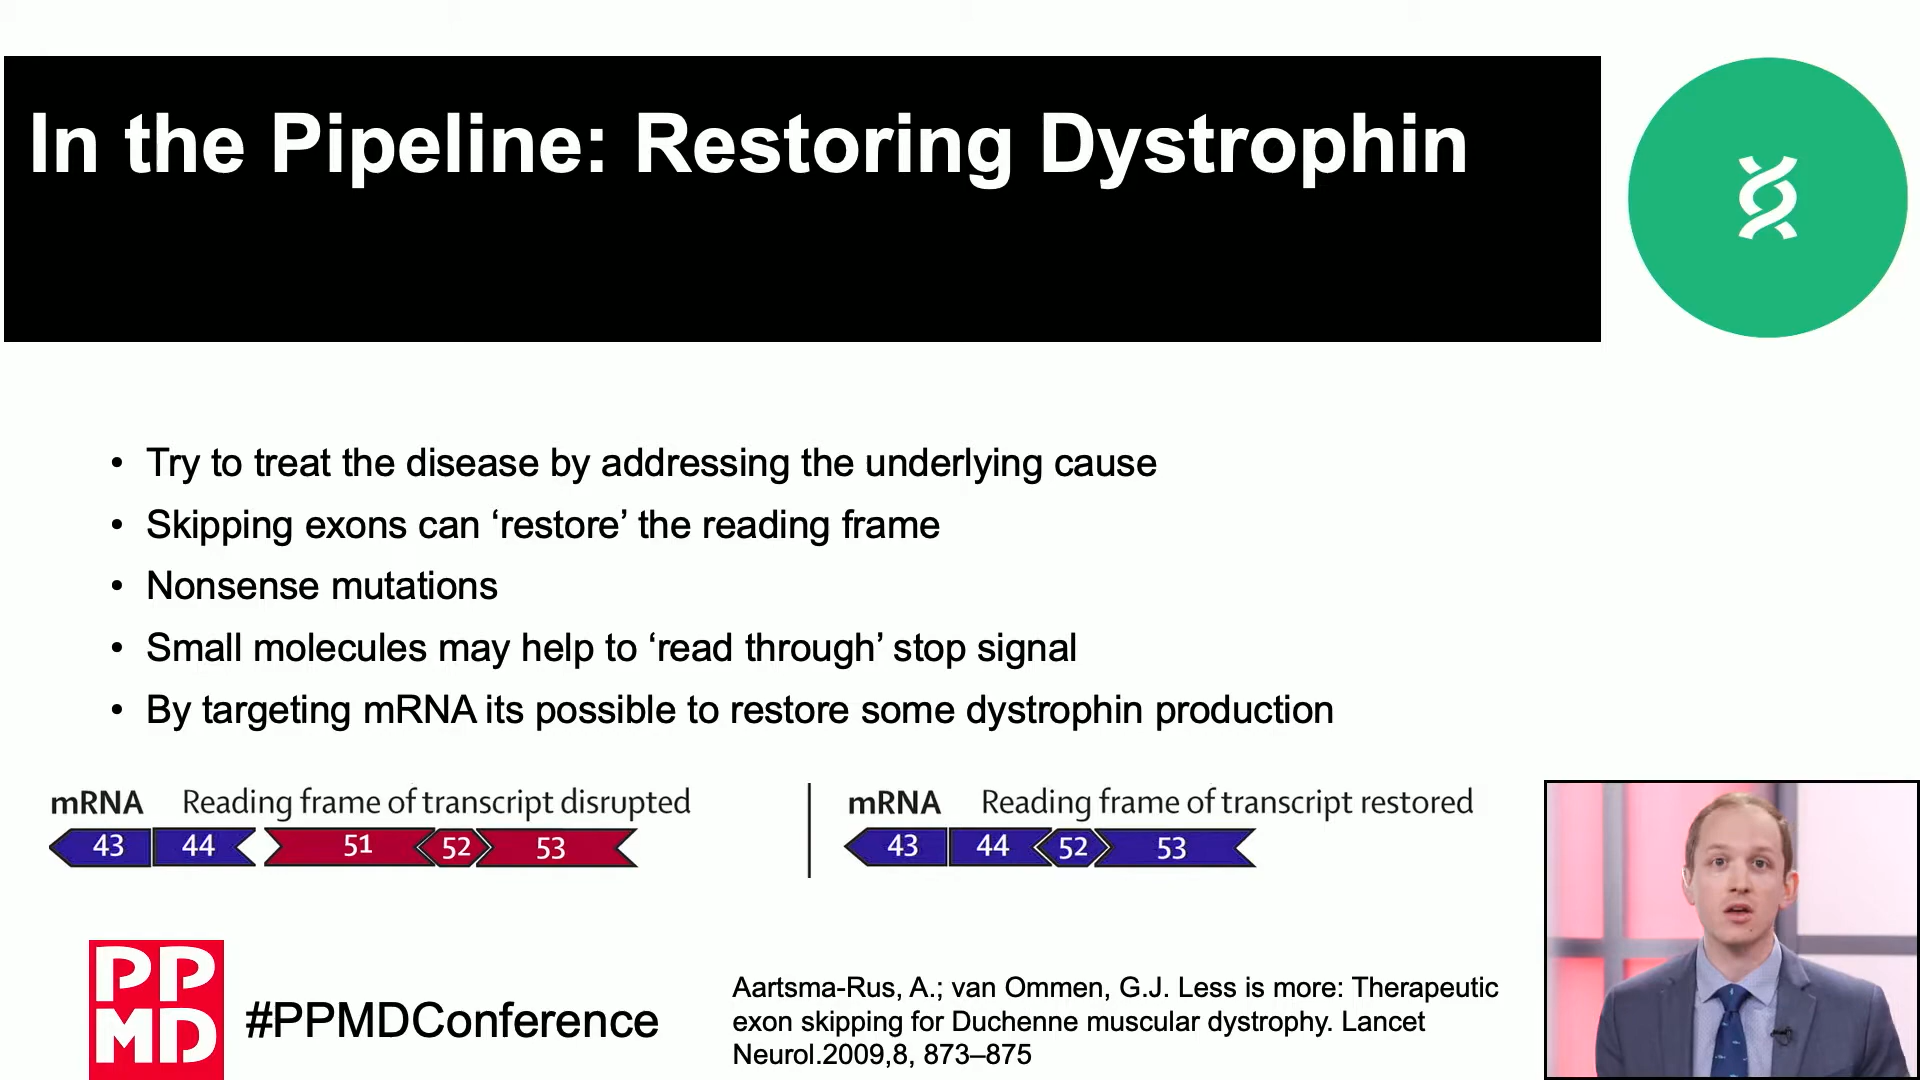 In the Pipeline: Restoring Dystrophin
• Try to treat the disease by addressing the underlying cause
• Skipping exons can ‘restore’ the reading frame
• Nonsense mutations
• Small molecules may help to ‘read through’ stop signal
• By targeting mRNA its possible to restore some dystrophin production
mRNA Reading frame of transcript disrupted
43 44 51 52 53
mRNA Reading frame of transcript restored
43 44 52 53
PP
MD
#PPMDConference
Aartsma-Rus, A.; van Ommen, G.J. Less is more: Therapeutic
exon skipping for Duchenne muscular dystrophy. Lancet
Neurol.2009,8, 873–875